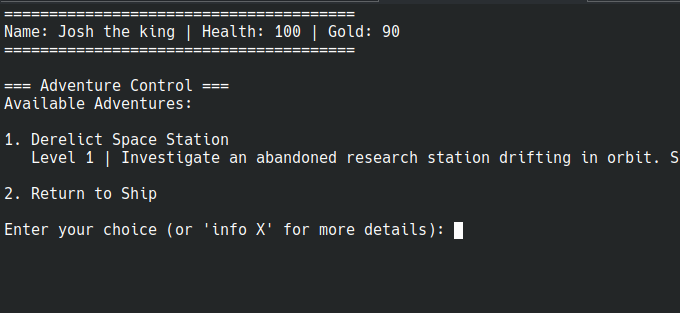 =======================================
Name: Josh the king | Health: 100 | Gold: 90
=======================================
=== Adventure Control ===
Available Adventures:
1. Derelict Space Station
Level 1 | Investigate an abandoned research station drifting in orbit. S
2. Return to Ship
Enter your choice (or 'info X' for more details):